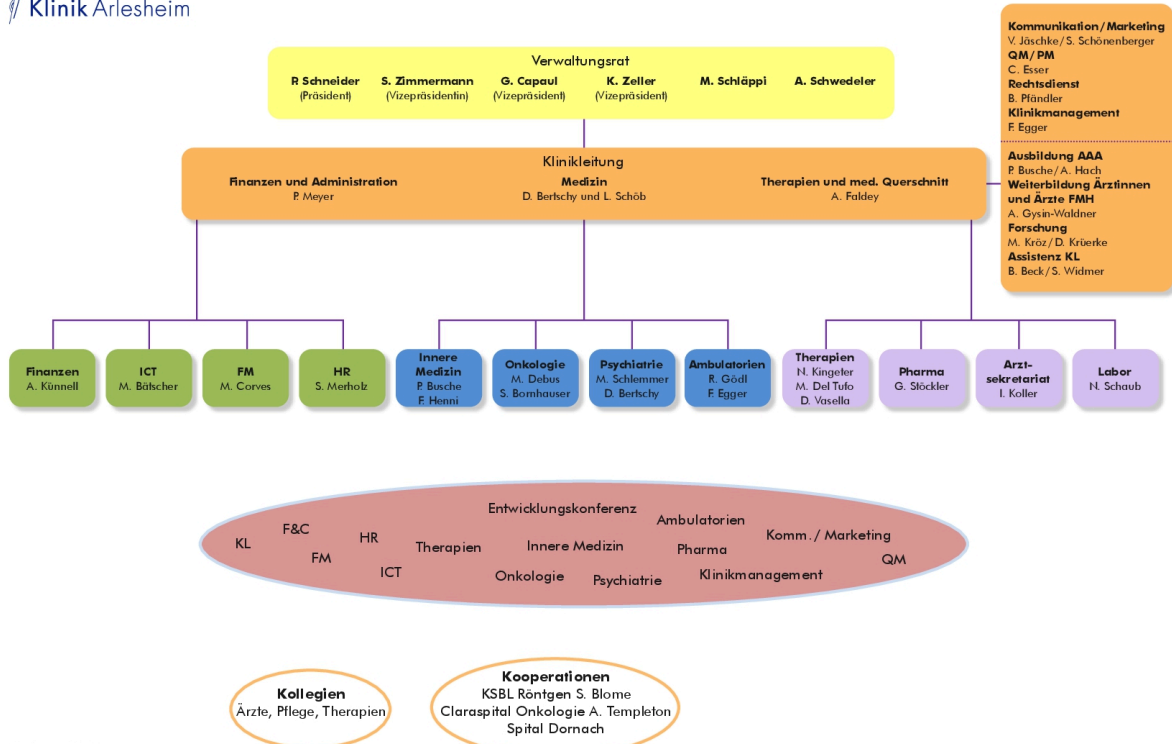 Klinik Arlesheim
Verwaltungsrat
P. Schneider
(Präsident)
S. Zimmermann
(Vizepräsidentin)
G. Capaul
(Vizepräsident)
K. Zeller
(Vizepräsident)
M. Schläppi
A. Schwedeler
Klinikleitung
Finanzen und Administration
P. Meyer
Medizin
D. Bertschy und L. Schöb
Therapien und med. Querschnitt
A. Faldey
Kommunikation/Marketing
V. Jäschke/S. Schönenberger
QM/PM
C. Esser
Rechtsdienst
B. Pfändler
Klinikmanagement
F. Egger
Ausbildung AAA
P. Busche/A. Hach
Weiterbildung Ärztinnen
und Ärzte FMH
A. Gysin-Waldner
Forschung
M. Kröz/D. Krüerke
Assistenz KL
B. Beck/S. Widmer
Finanzen
A. Künnell
ICT
M. Bätscher
FM
M. Corves
HR
S. Merholz
Innere
Medizin
P. Busche
F. Henni
Onkologie
M. Debus
S. Bornhauser
Psychiatrie
M. Schlemmer
D. Bertschy
Ambulatorien
R. Gödl
F. Egger
Therapien
N. Kingeter
M. Del Tufo
D. Vasella
Pharma
G. Stöckler
Arzt-
sekretariat
I. Koller
Labor
N. Schaub
Entwicklungskonferenz
KL
F&C
FM
HR
ICT
Therapien
Innere Medizin
Onkologie
Psychiatrie
Ambulatorien
Pharma
Klinikmanagement
Komm./Marketing
QM
Kollegien
Ärzte, Pflege, Therapien
Kooperationen
KSBL Röntgen S. Blome
Claraspital Onkologie A. Templeton
Spital Dornach